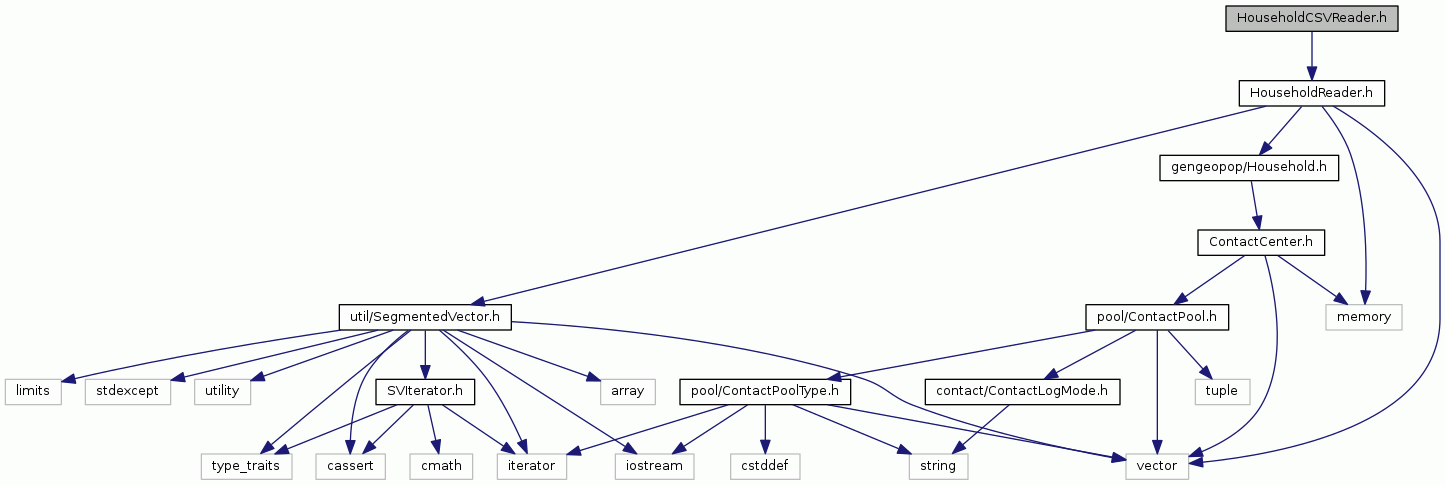 HouseholdCSVReader.h
HouseholdReader.h
gengeopop/Household.h
ContactCenter.h
util/SegmentedVector.h
pool/ContactPool.h
memory
limits
stdexcept
utility
SVIterator.h
array
pool/ContactPoolType.h
contact/ContactLogMode.h
tuple
type_traits
cassert
cmath
iterator
iostream
cstddef
string
vector